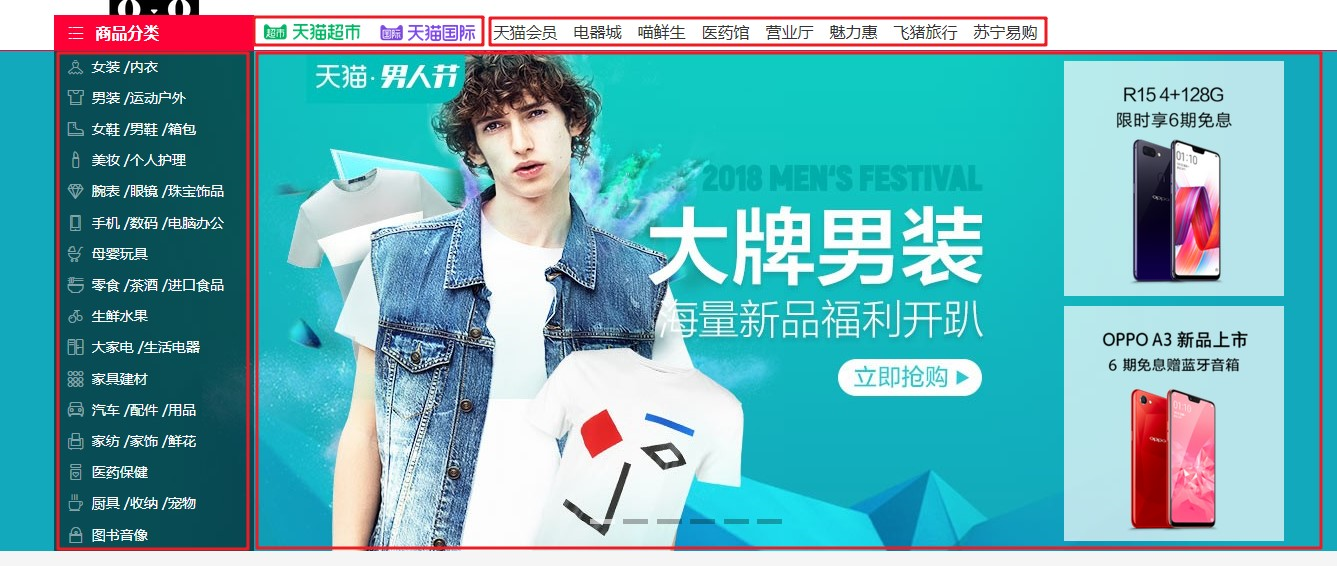 商品分类
超市 天猫超市 国际 天猫国际 天猫会员 电器城 喵鲜生 医药馆 营业厅 魅力惠 飞猪旅行 苏宁易购
女装 /内衣
男装 /运动户外
女鞋 /男鞋 /箱包
美妆 /个人护理
腕表 /眼镜 /珠宝饰品
手机 /数码 /电脑办公
母婴玩具
零食 /茶酒 /进口食品
生鲜水果
大家电 /生活电器
家具建材
汽车 /配件 /用品
家纺 /家饰 /鲜花
医药保健
厨具 /收纳 /宠物
图书音像
天猫·男人节
2018 MEN'S FESTIVAL
大牌男装
海量新品福利开趴
立即抢购
R15 4+128G
限时享6期免息
01:10
OPPO A3 新品上市
6 期免息赠蓝牙音箱
01:10